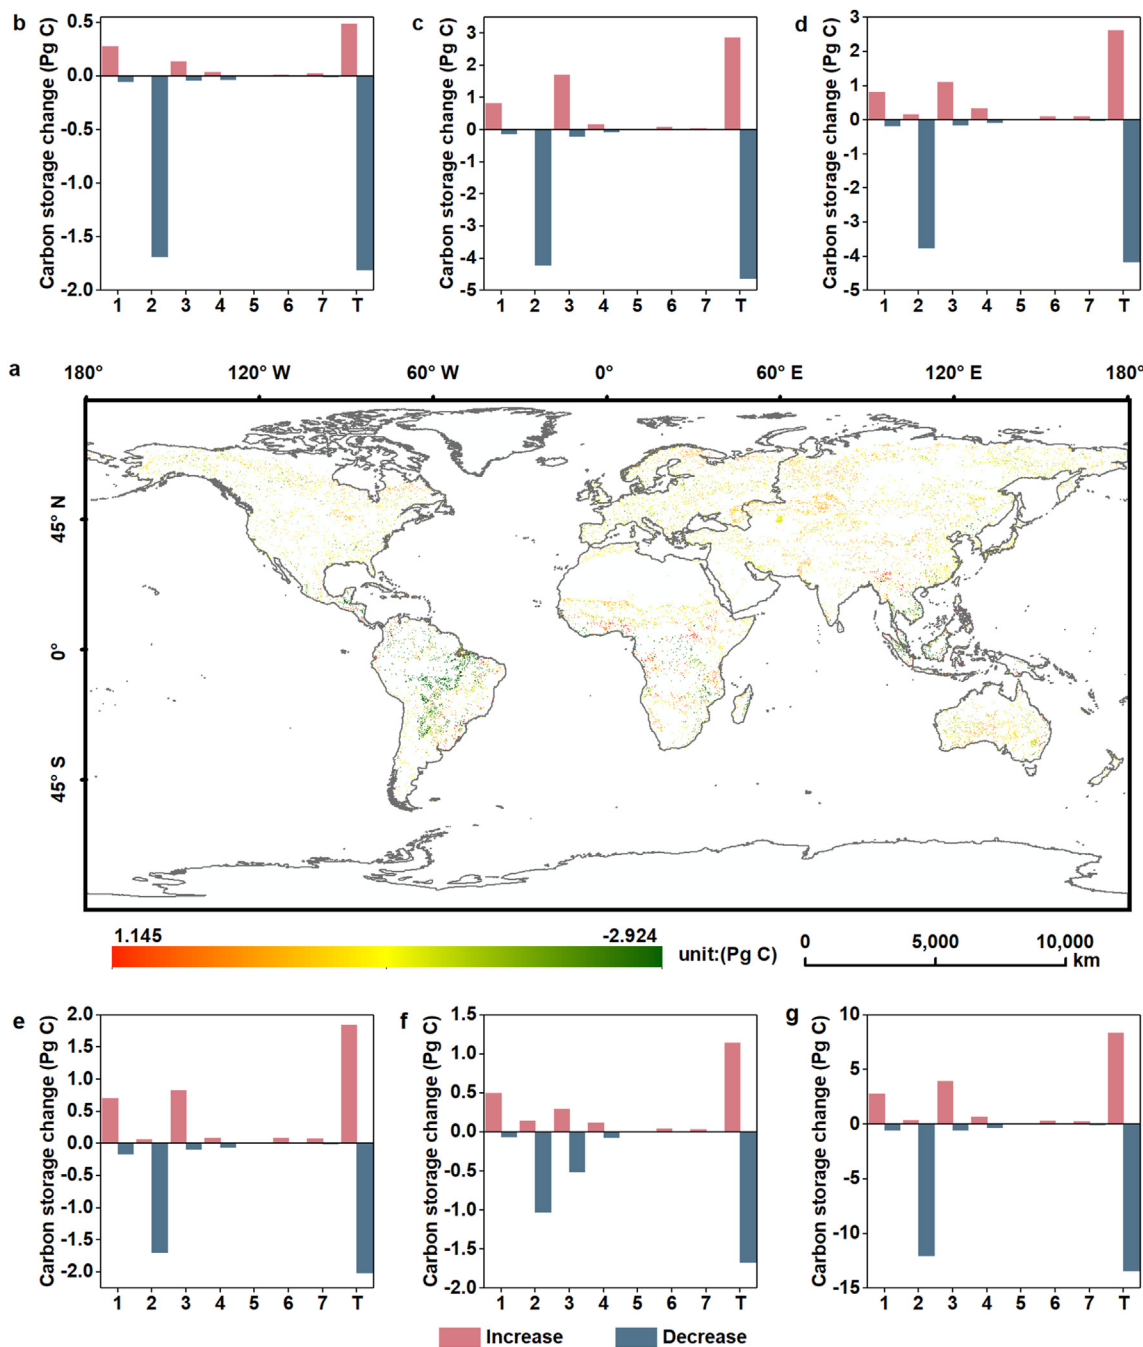 b
c
d
Carbon storage change (Pg C)
0.5
0.0
-0.5
-1.0
-1.5
-2.0
1 2 3 4 5 6 7 T
Carbon storage change (Pg C)
3
2
1
0
-1
-2
-3
-4
-5
1 2 3 4 5 6 7 T
Carbon storage change (Pg C)
3
2
1
0
-1
-2
-3
-4
-5
1 2 3 4 5 6 7 T
a
180° 120° W 60° W 0° 60° E 120° E 180°
45° N
0°
45° S
1.145 -2.924
unit:(Pg C)
0 5,000 10,000
km
e
f
g
Carbon storage change (Pg C)
2.0
1.5
1.0
0.5
0.0
-0.5
-1.0
-1.5
-2.0
1 2 3 4 5 6 7 T
Carbon storage change (Pg C)
1.5
1.0
0.5
0.0
-0.5
-1.0
-1.5
-2.0
1 2 3 4 5 6 7 T
Carbon storage change (Pg C)
10
5
0
-5
-10
-15
1 2 3 4 5 6 7 T
Increase Decrease